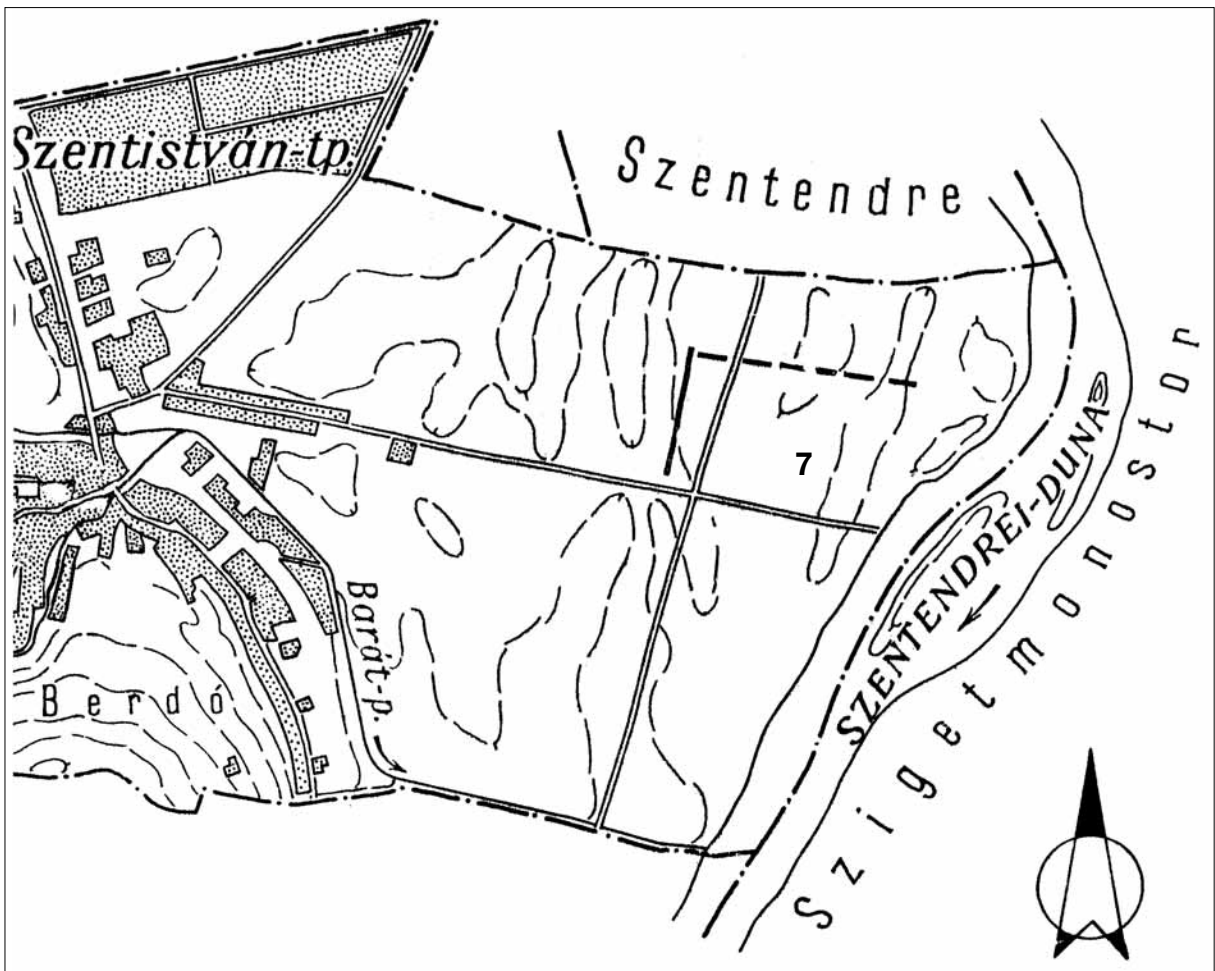 Szentistván-tp.
Szentendre
7
SZENTENDREI-DUNA
Szigetmonostor
Barát-p.
Berdó